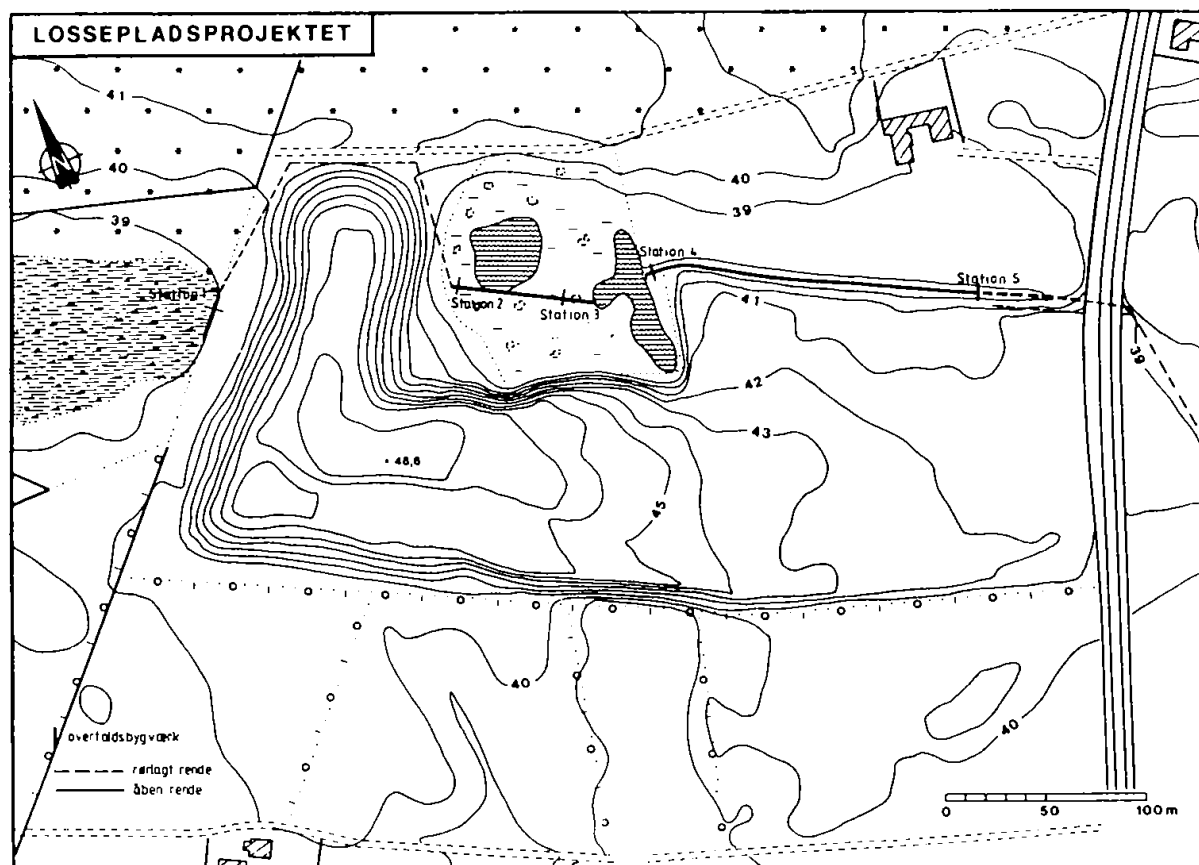 LOSSEPLADSPROJEKTET
41
40
39
N
40
39
Station 4
Station 1
Station 2
Station 3
Station 5
41
39
42
43
48,6
45
40
40
overfaldsbygværk
rørlagt rende
åben rende
0 50 100 m